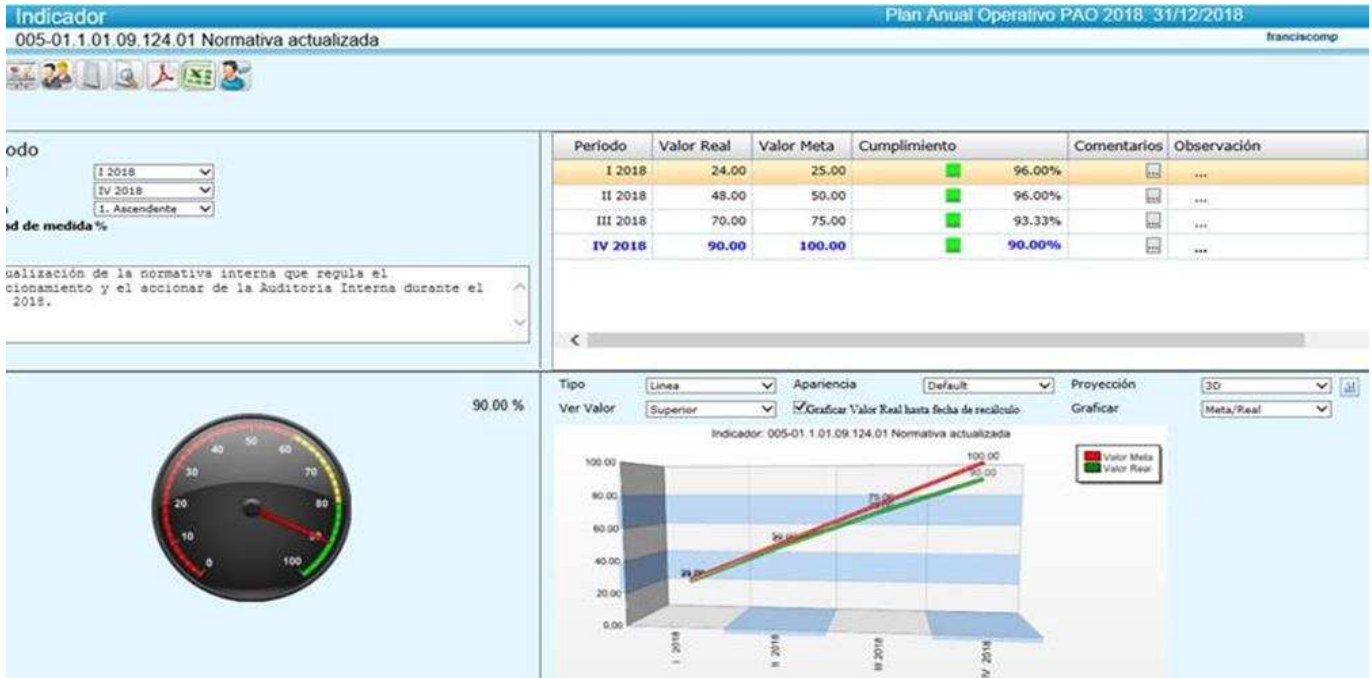 Indicador
Plan Anual Operativo PAO 2018. 31/12/2018
005-01.1.01.09.124.01 Normativa actualizada
franciscomp
odo
I 2018
IV 2018
1. Ascendente
ad de medida %
ualización de la normativa interna que regula el
cionamiento y el accionar de la Auditoria Interna durante el
2018.
Periodo Valor Real Valor Meta Cumplimiento Comentarios Observación
I 2018 24.00 25.00 96.00% ... ...
II 2018 48.00 50.00 96.00% ... ...
III 2018 70.00 75.00 93.33% ... ...
IV 2018 90.00 100.00 90.00% ... ...
90.00 %
0 10 20 30 40 50 60 70 80 100
Tipo Linea Apariencia Default Proyección 3D
Ver Valor Superior Graficar Valor Real hasta fecha de recálculo Graficar Meta/Real
Indicador: 005-01.1.01.09.124.01 Normativa actualizada
Valor Meta
Valor Real
100.00
80.00
60.00
40.00
20.00
0.00
100.00
90.00
75.00
I 2018
II 2018
III 2018
IV 2018